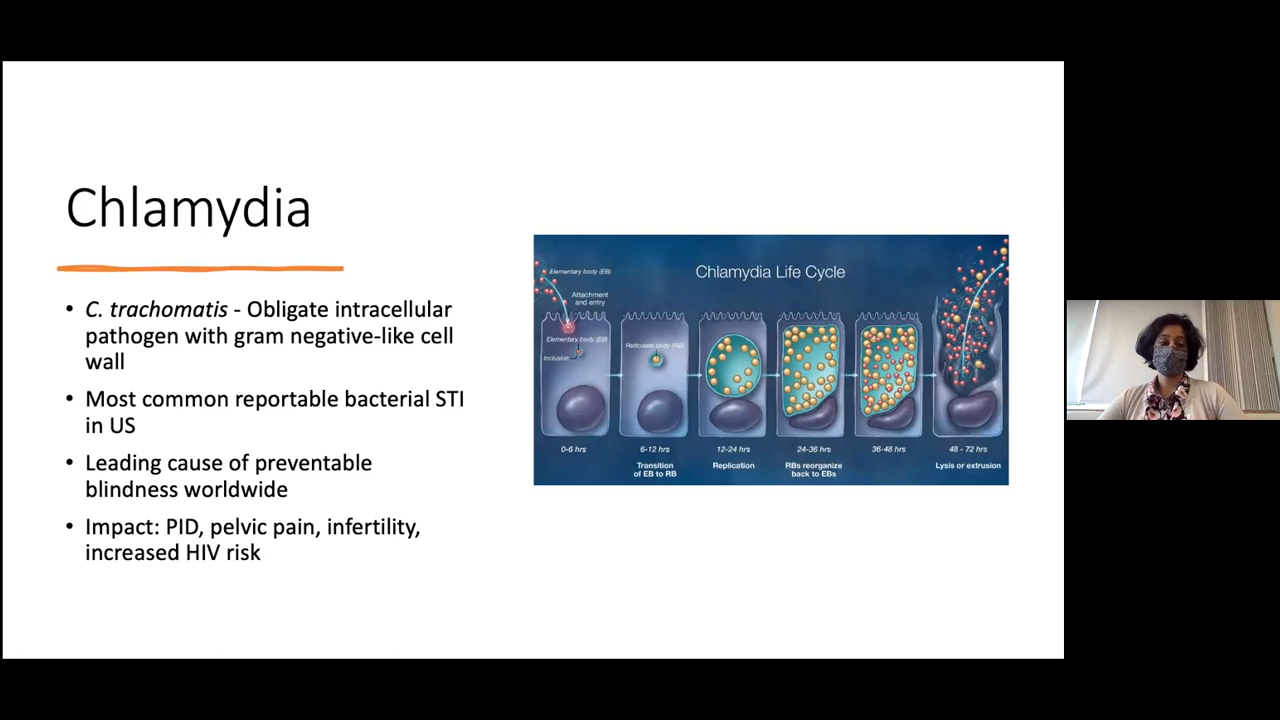 Chlamydia
• C. trachomatis - Obligate intracellular
pathogen with gram negative-like cell
wall
• Most common reportable bacterial STI
in US
• Leading cause of preventable
blindness worldwide
• Impact: PID, pelvic pain, infertility,
increased HIV risk
Chlamydia Life Cycle
Elementary body (EB)
Attachment
and entry
Elementary body (EB)
Inclusion
Reticulate body (RB)
0-6 hrs
6-12 hrs
12-24 hrs
24-36 hrs
36-48 hrs
48 - 72 hrs
Transition
of EB to RB
Replication
RBs reorganize
back to EBs
Lysis or extrusion